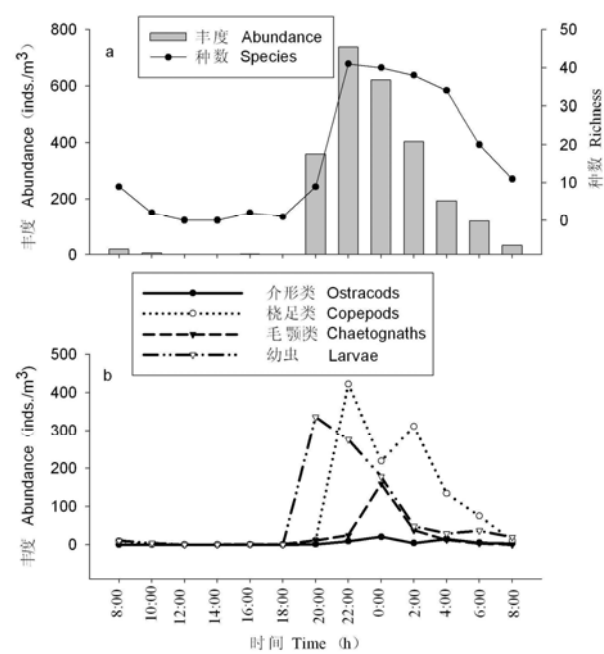 a
丰度 Abundance
种数 Species
丰度 Abundance (inds./m³)
800
600
400
200
0
50
40
30
20
10
0
种数 Richness
介形类 Ostracods
桡足类 Copepods
毛颚类 Chaetognaths
幼虫 Larvae
b
丰度 Abundance (inds./m³)
500
400
300
200
100
0
8:00 10:00 12:00 14:00 16:00 18:00 20:00 22:00 0:00 2:00 4:00 6:00 8:00
时间 Time (h)